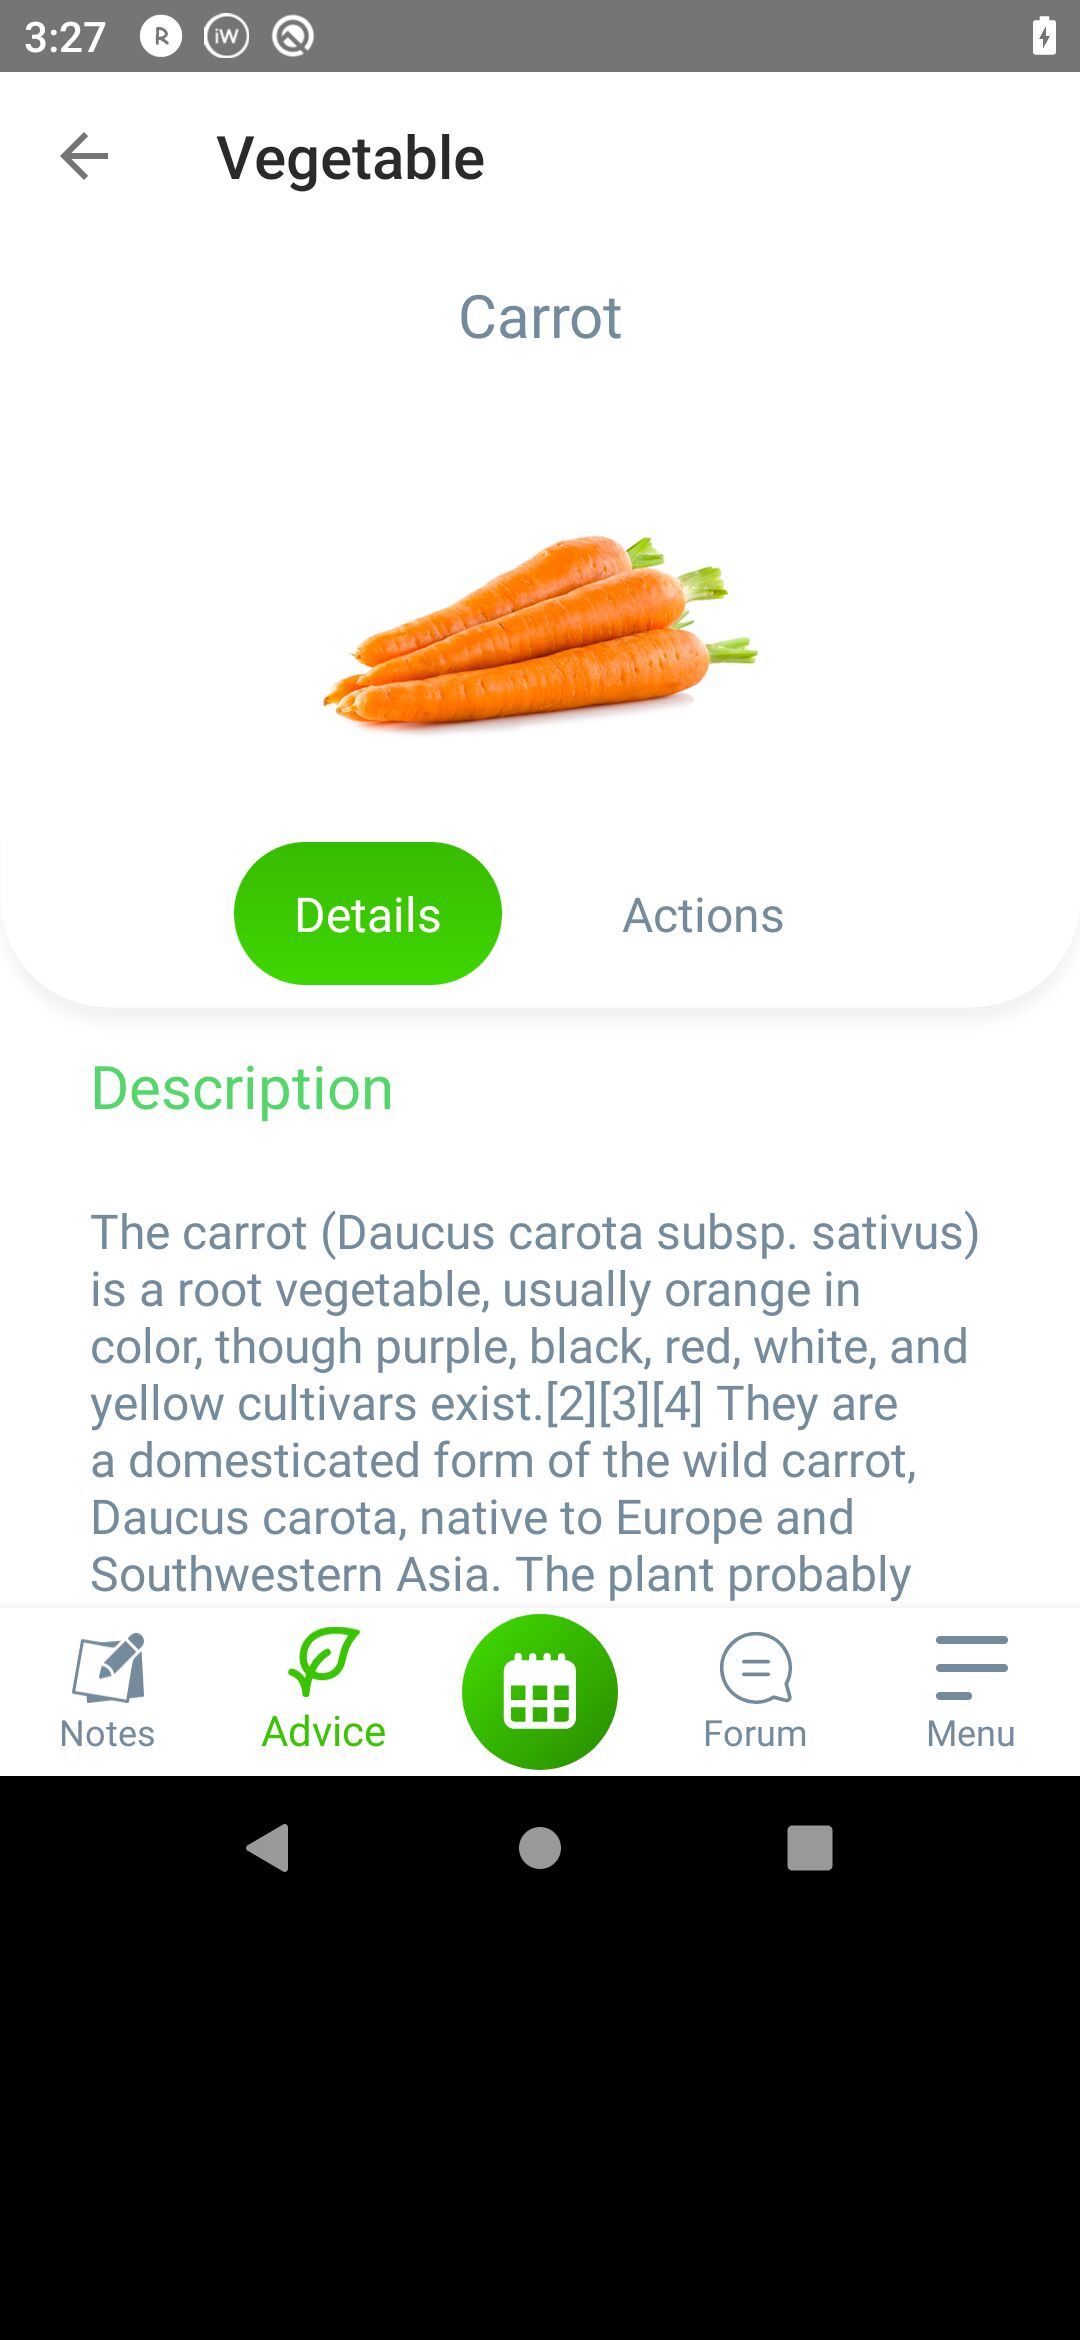 3:27
R
iW
Vegetable
Carrot
Details
Actions
Description
The carrot (Daucus carota subsp. sativus)
is a root vegetable, usually orange in
color, though purple, black, red, white, and
yellow cultivars exist.[2][3][4] They are
a domesticated form of the wild carrot,
Daucus carota, native to Europe and
Southwestern Asia. The plant probably
Notes
Advice
Forum
Menu